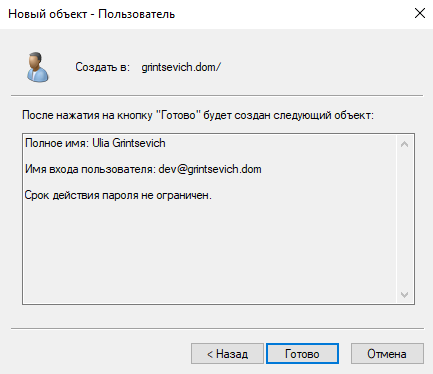 Новый объект - Пользователь
Создать в: grintsevich.dom/
После нажатия на кнопку "Готово" будет создан следующий объект:
Полное имя: Ulia Grintsevich
Имя входа пользователя: dev@grintsevich.dom
Срок действия пароля не ограничен.
< Назад Готово Отмена